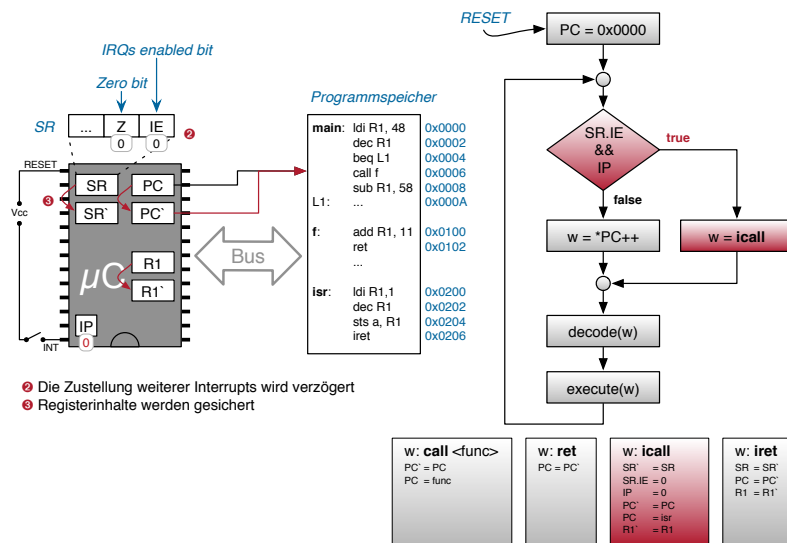 RESET
PC = 0x0000
IRQs enabled bit
Zero bit
SR
... Z IE
0 0
❷
Programmspeicher
main: ldi R1, 48 0x0000
dec R1 0x0002
beq L1 0x0004
call f 0x0006
sub R1, 58 0x0008
L1: ... 0x000A
f: add R1, 11 0x0100
ret 0x0102
...
isr: ldi R1,1 0x0200
dec R1 0x0202
sts a, R1 0x0204
iret 0x0206
RESET
Vcc
INT
❸
SR PC
SR` PC`
µC
R1
R1`
IP
0
Bus
SR.IE
&&
IP
true
false
w = *PC++
w = icall
decode(w)
execute(w)
❷ Die Zustellung weiterer Interrupts wird verzögert
❸ Registerinhalte werden gesichert
w: call <func>
PC` = PC
PC = func
w: ret
PC = PC`
w: icall
SR` = SR
SR.IE = 0
IP = 0
PC` = PC
PC = isr
R1` = R1
w: iret
SR = SR`
PC = PC`
R1 = R1`